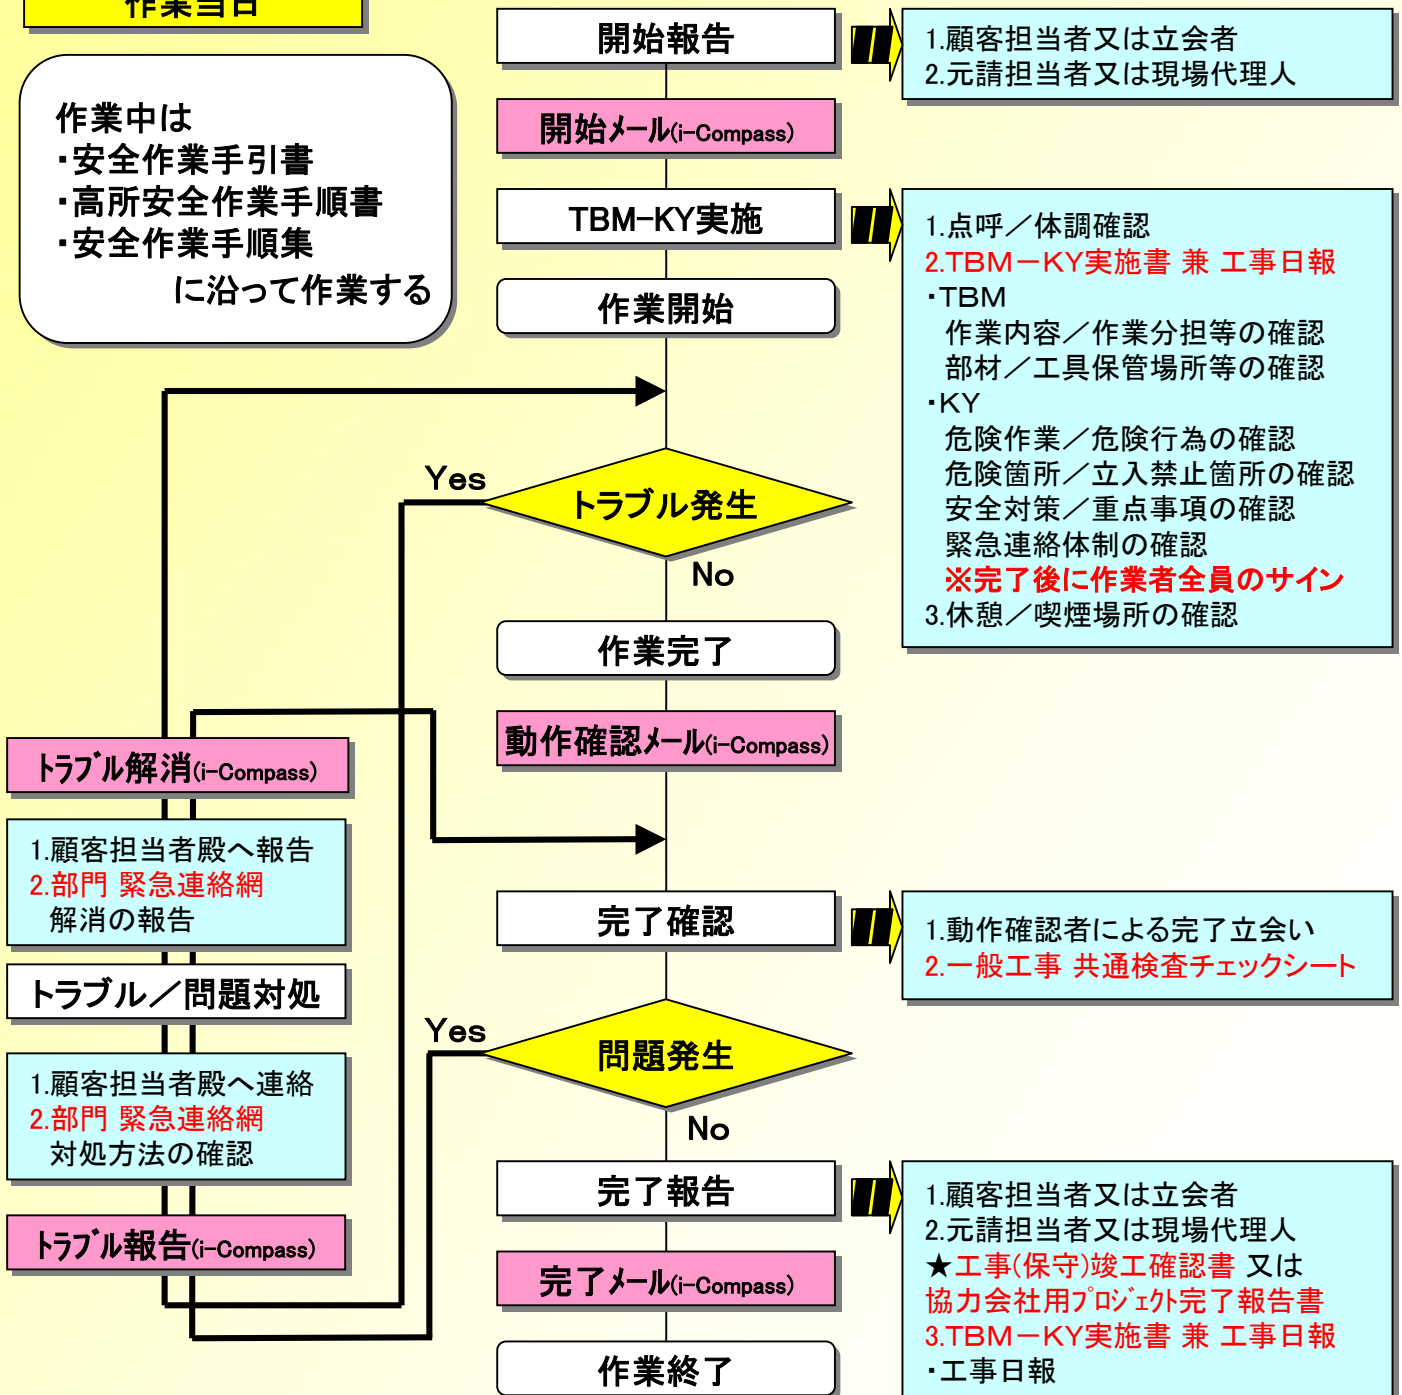 作業当日
作業中は
・安全作業手引書
・高所安全作業手順書
・安全作業手順集
に沿って作業する
開始報告
1.顧客担当者又は立会者
2.元請担当者又は現場代理人
開始メール(i-Compass)
TBM-KY実施
1.点呼／体調確認
2.TBM－KY実施書 兼 工事日報
・TBM
作業内容／作業分担等の確認
部材／工具保管場所等の確認
・KY
危険作業／危険行為の確認
危険箇所／立入禁止箇所の確認
安全対策／重点事項の確認
緊急連絡体制の確認
※完了後に作業者全員のサイン
3.休憩／喫煙場所の確認
作業開始
Yes
トラブル発生
No
作業完了
動作確認メール(i-Compass)
トラブル解消(i-Compass)
1.顧客担当者殿へ報告
2.部門 緊急連絡網
解消の報告
トラブル／問題対処
1.顧客担当者殿へ連絡
2.部門 緊急連絡網
対処方法の確認
トラブル報告(i-Compass)
完了確認
1.動作確認者による完了立会い
2.一般工事 共通検査チェックシート
Yes
問題発生
No
完了報告
1.顧客担当者又は立会者
2.元請担当者又は現場代理人
★工事(保守)竣工確認書 又は
協力会社用プロジェクト完了報告書
3.TBM－KY実施書 兼 工事日報
・工事日報
完了メール(i-Compass)
作業終了